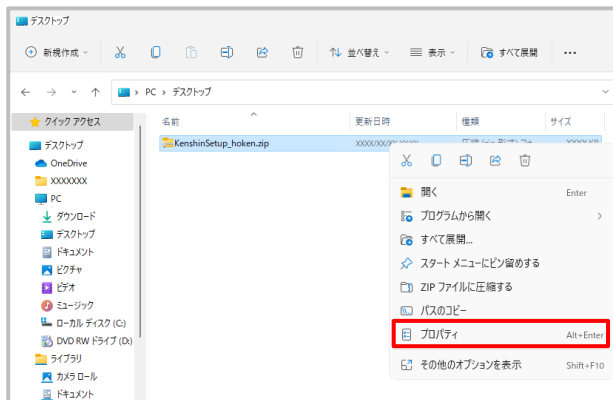 デスクトップ
新規作成
並べ替え
表示
すべて展開
PC > デスクトップ
クイック アクセス
デスクトップ
OneDrive
XXXXXXX
PC
ダウンロード
デスクトップ
ドキュメント
ピクチャ
ビデオ
ミュージック
ローカル ディスク (C:)
DVD RW ドライブ (D:)
ライブラリ
カメラ ロール
ドキュメント
名前 更新日時 種類 サイズ
KenshinSetup_hoken.zip
開く Enter
プログラムから開く
すべて展開...
スタート メニューにピン留めする
ZIP ファイルに圧縮する
パスのコピー
プロパティ Alt+Enter
その他のオプションを表示 Shift+F10